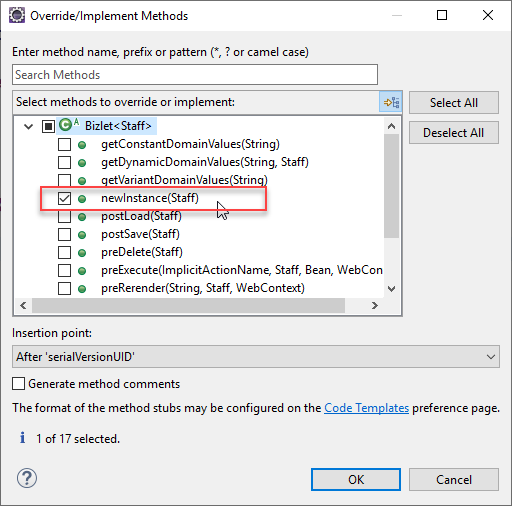 Override/Implement Methods
Enter method name, prefix or pattern (*, ? or camel case)
Search Methods
Select methods to override or implement:
Select All
Deselect All
Bizlet<Staff>
getConstantDomainValues(String)
getDynamicDomainValues(String, Staff)
getVariantDomainValues(String)
newInstance(Staff)
postLoad(Staff)
postSave(Staff)
preDelete(Staff)
preExecute(ImplicitActionName, Staff, Bean, WebCon
preRerender(String, Staff, WebContext)
Insertion point:
After 'serialVersionUID'
Generate method comments
The format of the method stubs may be configured on the Code Templates preference page.
1 of 17 selected.
OK
Cancel